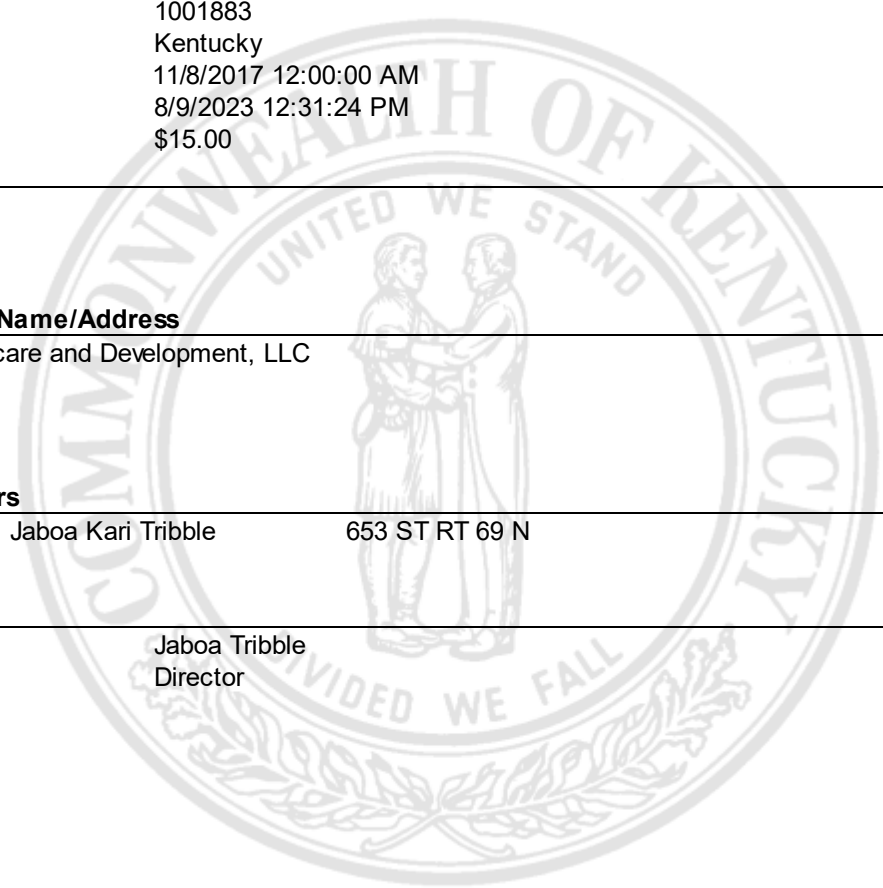 1001883
Kentucky
11/8/2017 12:00:00 AM
8/9/2023 12:31:24 PM
$15.00
COMMONWEALTH OF KENTUCKY
UNITED WE STAND
Name/Address
care and Development, LLC
rs
Jaboa Kari Tribble 653 ST RT 69 N
Jaboa Tribble
Director
DIVIDED WE FALL